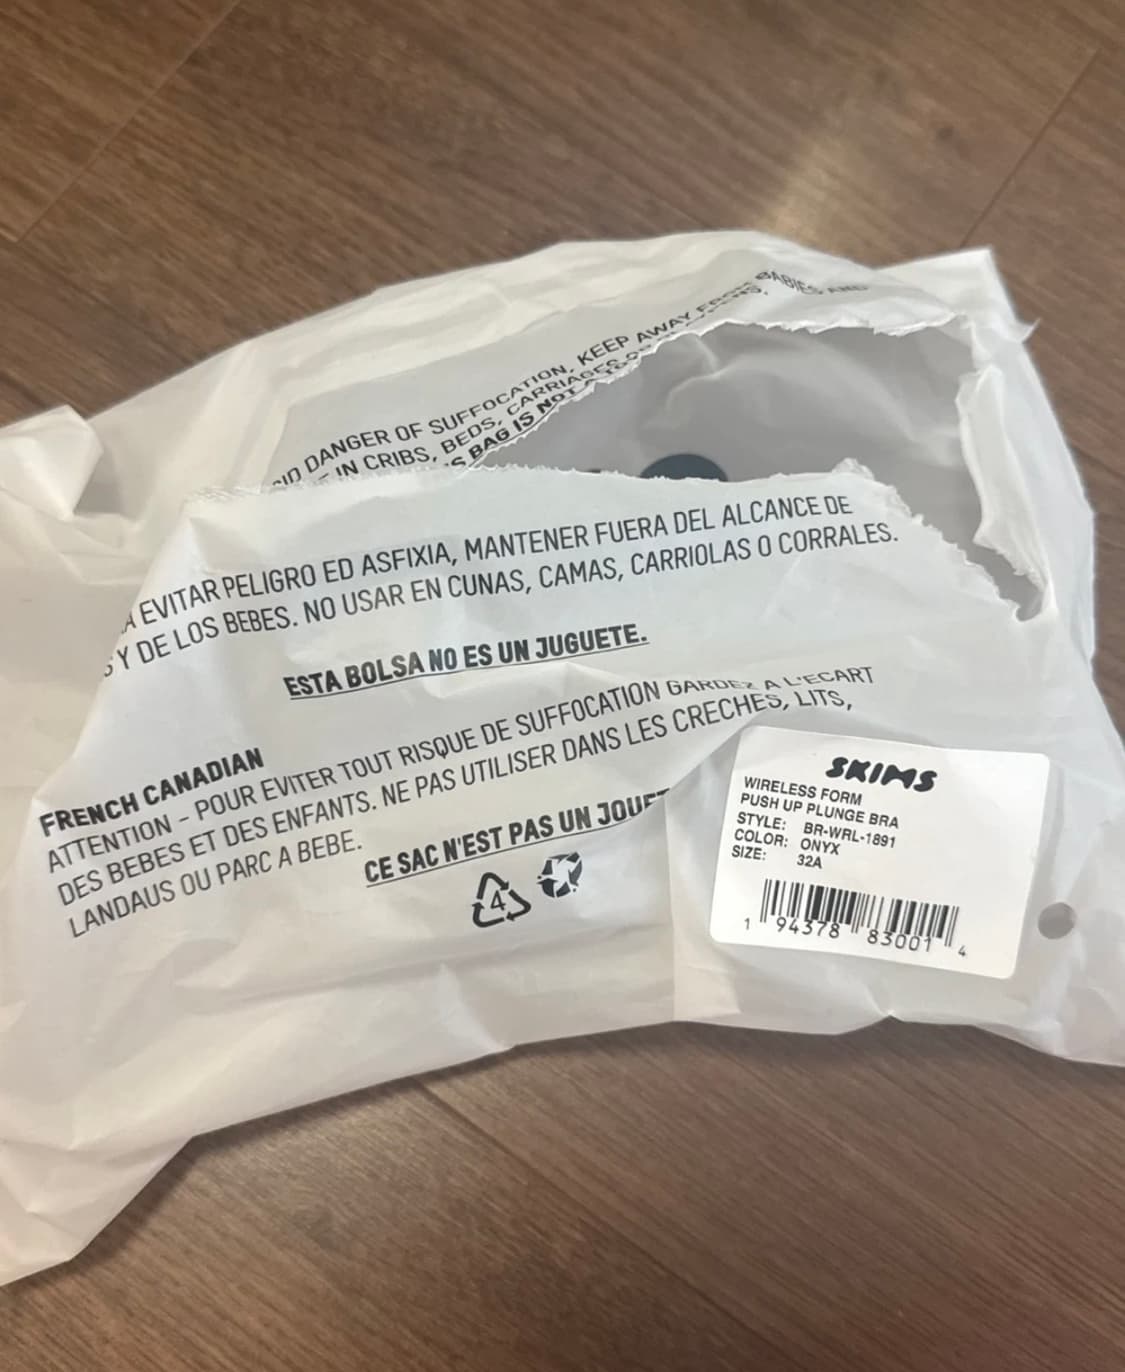 DANGER OF SUFFOCATION, KEEP AWAY FROM BABIES AND
IN CRIBS, BEDS, CARRIAGES
BAG IS NOT A
EVITAR PELIGRO ED ASFIXIA, MANTENER FUERA DEL ALCANCE DE
Y DE LOS BEBES. NO USAR EN CUNAS, CAMAS, CARRIOLAS O CORRALES.
ESTA BOLSA NO ES UN JUGUETE.
FRENCH CANADIAN
ATTENTION - POUR EVITER TOUT RISQUE DE SUFFOCATION GARDEZ A L'ECART
DES BEBES ET DES ENFANTS. NE PAS UTILISER DANS LES CRECHES, LITS,
LANDAUS OU PARC A BEBE.
CE SAC N'EST PAS UN JOUET
4
SKIMS
WIRELESS FORM
PUSH UP PLUNGE BRA
STYLE: BR-WRL-1891
COLOR: ONYX
SIZE: 32A
1 94378 83001 4